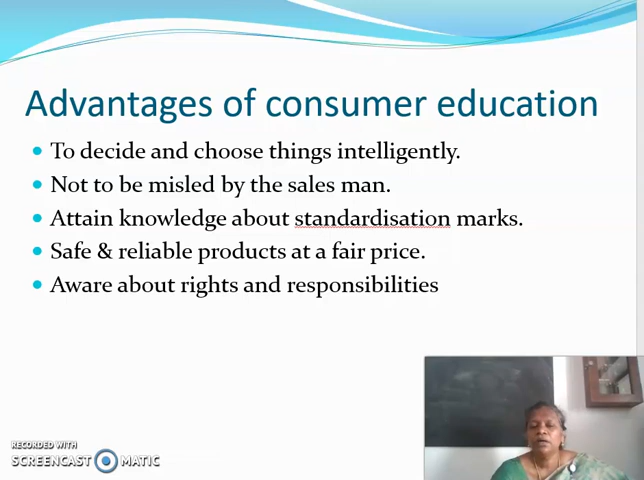 Advantages of consumer education
To decide and choose things intelligently.
Not to be misled by the sales man.
Attain knowledge about standardisation marks.
Safe & reliable products at a fair price.
Aware about rights and responsibilities
RECORDED WITH
SCREENCAST MATIC